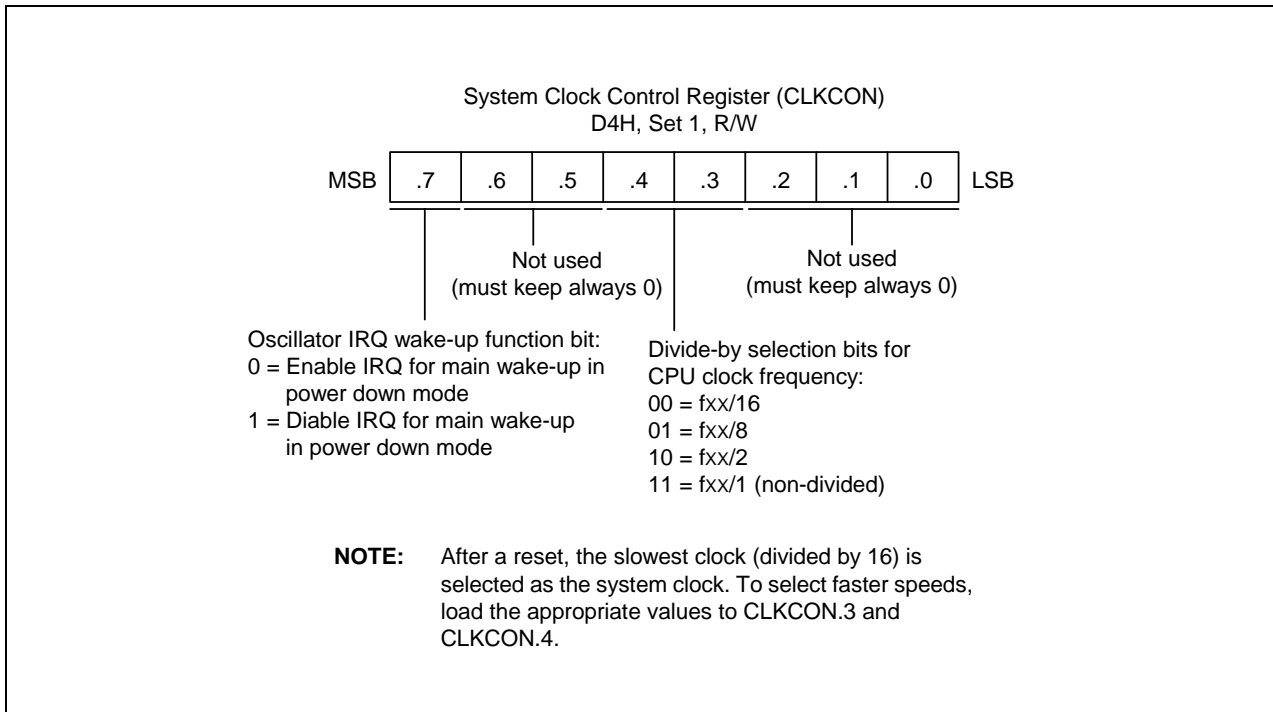 System Clock Control Register (CLKCON)
D4H, Set 1, R/W
MSB .7 .6 .5 .4 .3 .2 .1 .0 LSB
Not used
(must keep always 0)
Not used
(must keep always 0)
Oscillator IRQ wake-up function bit:
0 = Enable IRQ for main wake-up in
power down mode
1 = Diable IRQ for main wake-up
in power down mode
Divide-by selection bits for
CPU clock frequency:
00 = fXX/16
01 = fXX/8
10 = fXX/2
11 = fXX/1 (non-divided)
NOTE: After a reset, the slowest clock (divided by 16) is
selected as the system clock. To select faster speeds,
load the appropriate values to CLKCON.3 and
CLKCON.4.